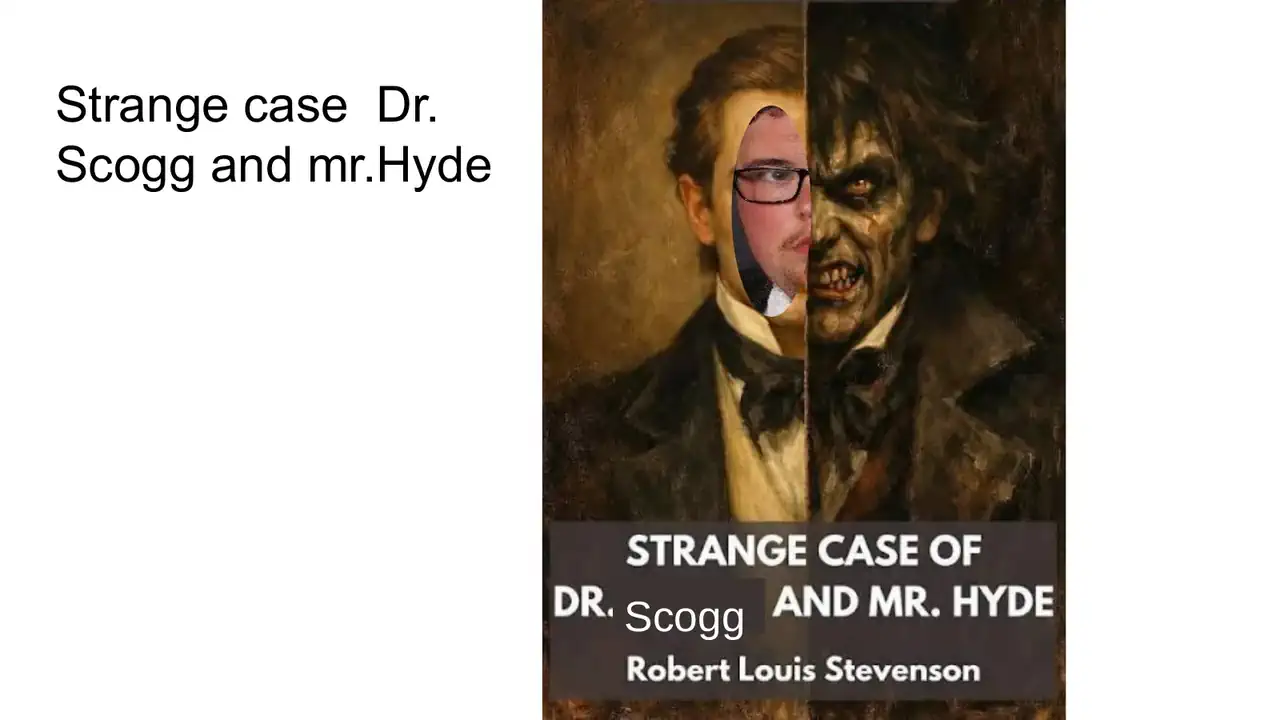 Strange case  Dr.
Scogg and mr.Hyde
STRANGE CASE OF
DR. Scogg AND MR. HYDE
Robert Louis Stevenson